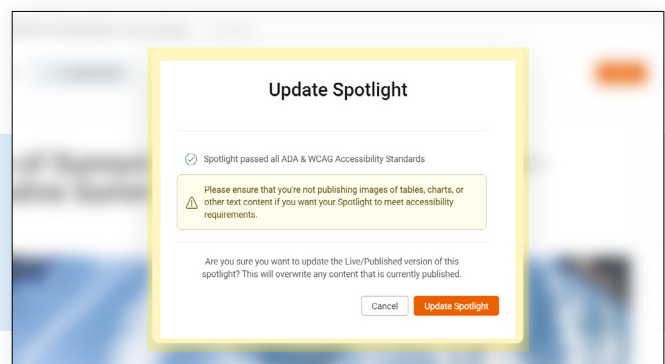 Update Spotlight
Spotlight passed all ADA & WCAG Accessibility Standards
Please ensure that you're not publishing images of tables, charts, or
other text content if you want your Spotlight to meet accessibility
requirements.
Are you sure you want to update the Live/Published version of this
spotlight? This will overwrite any content that is currently published.
Cancel
Update Spotlight